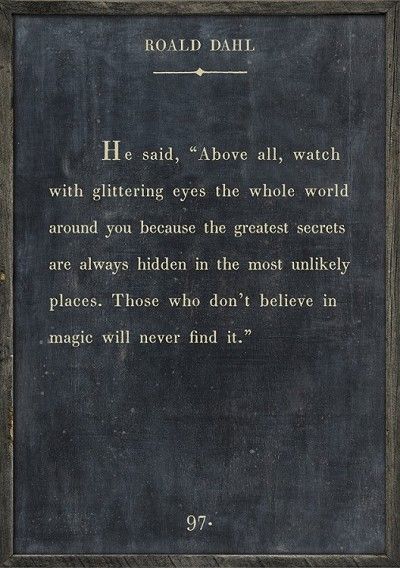 ROALD DAHL
He said, “Above all, watch
with glittering eyes the whole world
around you because the greatest secrets
are always hidden in the most unlikely
places. Those who don’t believe in
magic will never find it.”
97·